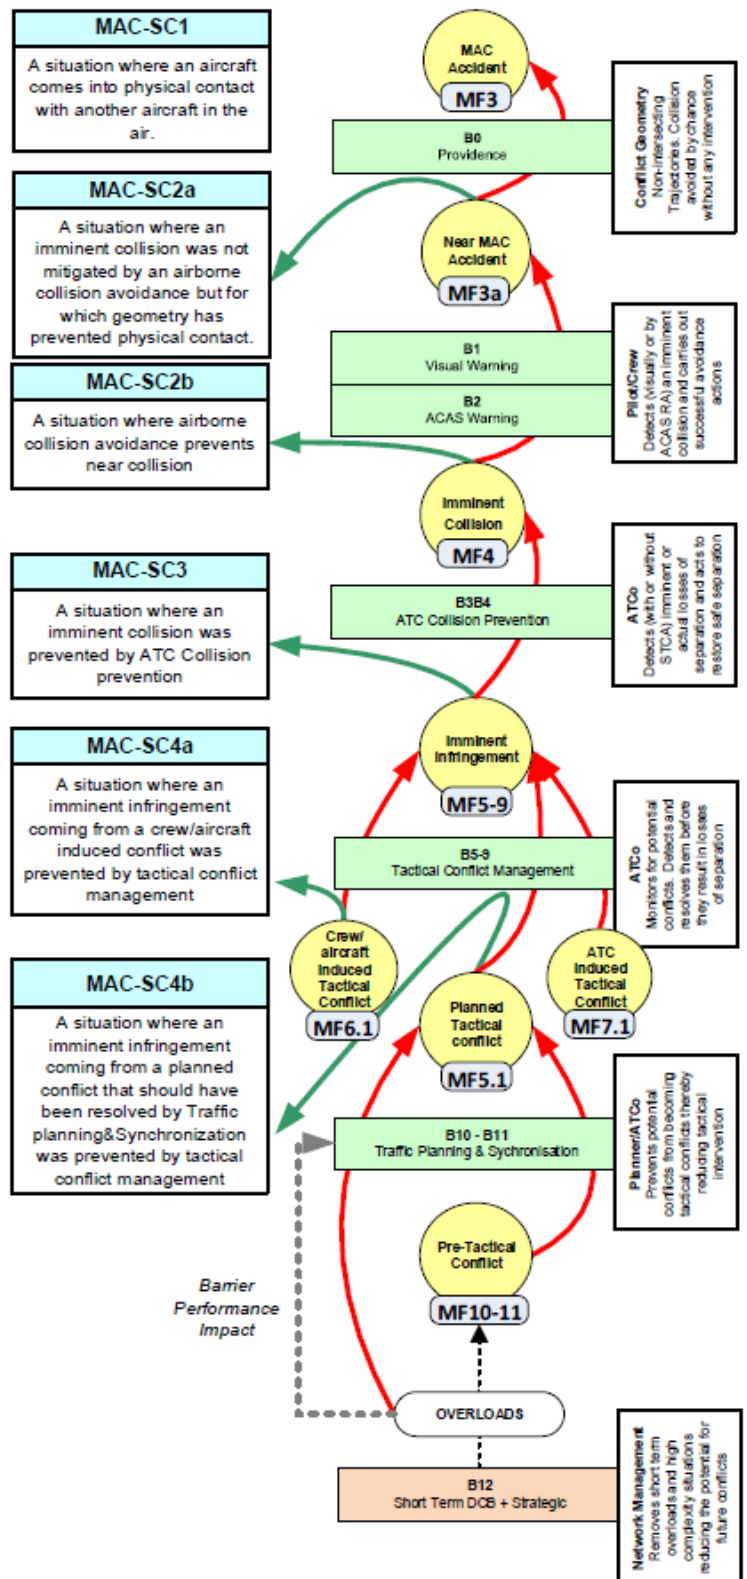 MAC-SC1
A situation where an aircraft
comes into physical contact
with another aircraft in the
air.
MAC-SC2a
A situation where an
imminent collision was not
mitigated by an airborne
collision avoidance but for
which geometry has
prevented physical contact.
MAC-SC2b
A situation where airborne
collision avoidance prevents
near collision
MAC-SC3
A situation where an
imminent collision was
prevented by ATC Collision
prevention
MAC-SC4a
A situation where an
imminent infringement
coming from a crew/aircraft
induced conflict was
prevented by tactical conflict
management
MAC-SC4b
A situation where an
imminent infringement
coming from a planned
conflict that should have
been resolved by Traffic
planning&Synchronization
was prevented by tactical
conflict management
Barrier
Performance
Impact
MAC
Accident
MF3
B0
Providence
Near MAC
Accident
MF3a
B1
Visual Warning
B2
ACAS Warning
Imminent
Collision
MF4
B3B4
ATC Collision Prevention
Imminent
Infringement
MF5-9
B5-9
Tactical Conflict Management
Crew/
aircraft
Induced
Tactical
Conflict
MF6.1
Planned
Tactical
conflict
MF5.1
ATC
Induced
Tactical
Conflict
MF7.1
B10 - B11
Traffic Planning & Sychronisation
Pre-Tactical
Conflict
MF10-11
OVERLOADS
B12
Short Term DCB + Strategic
Conflict Geometry
Non-intersecting
Trajectories. Collision
avoided by chance
without any intervention
Pilot/Crew
Detects (visually or by
ACAS RA) an imminent
collision and carries out
successful avoidance
actions
ATCo
Detects (with or without
STCA) imminent or
actual losses of
separation and acts to
restore safe separation
ATCo
Monitors for potential
conflicts. Detects and
resolves them before
they result in losses
of separation
Planner/ATCo
Prevents potential
conflicts from becoming
tactical conflicts thereby
reducing tactical
intervention
Network Management
Removes short term
overloads and high
complexity situations
reducing the potential for
future conflicts